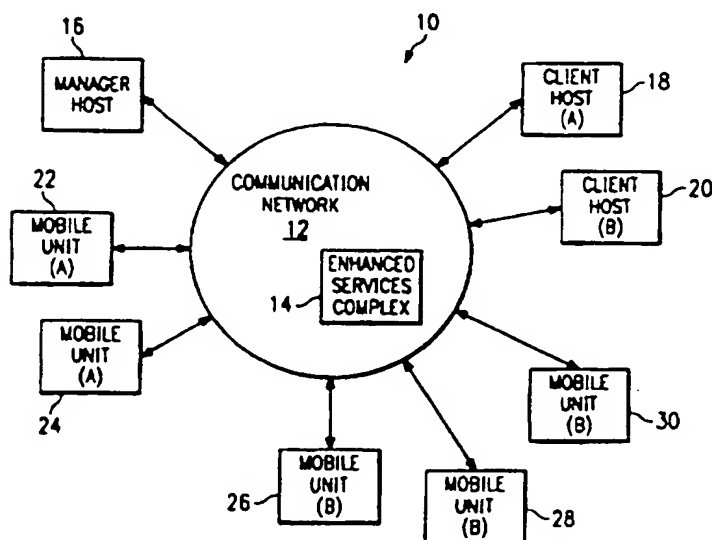 10
16
MANAGER
HOST
CLIENT
HOST
(A)
18
COMMUNICATION
NETWORK
12
CLIENT
HOST
(B)
20
22
MOBILE
UNIT
(A)
ENHANCED
SERVICES
COMPLEX
14
MOBILE
UNIT
(A)
24
MOBILE
UNIT
(B)
30
MOBILE
UNIT
(B)
26
MOBILE
UNIT
(B)
28